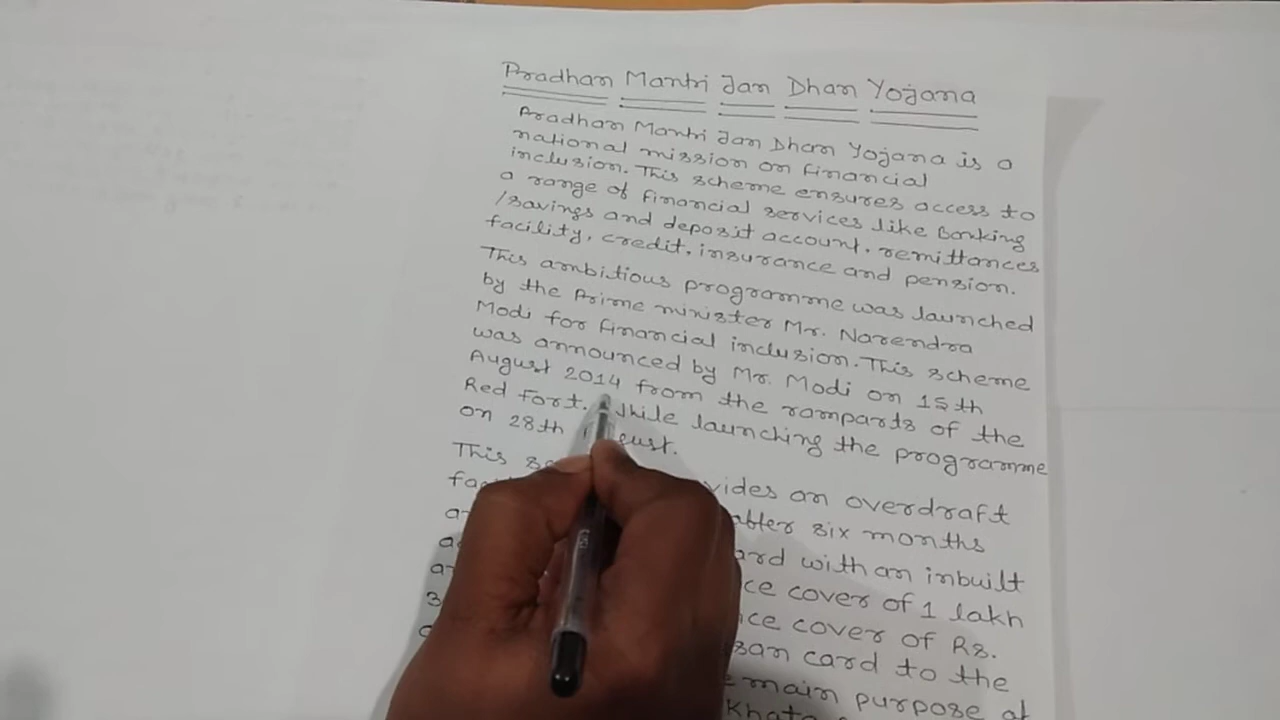 Pradhan Mantri Jan Dhan Yojana
Pradhan Mantri Jan Dhan Yojana is a
national mission on financial
inclusion. This scheme ensures access to
a range of financial services like Banking
/savings and deposit account, remittances
facility, credit, insurance and pension.
This ambitious programme was launched
by the Prime minister Mr. Narendra
Modi for financial inclusion. This scheme
was announced by Mr. Modi on 15th
August 2014 from the ramparts of the
Red Fort. While launching the programme
on 28th August.
This vides an overdraft
after six months
with an inbuilt
cover of 1 lakh
cover of Rs.
card to the
main purpose of